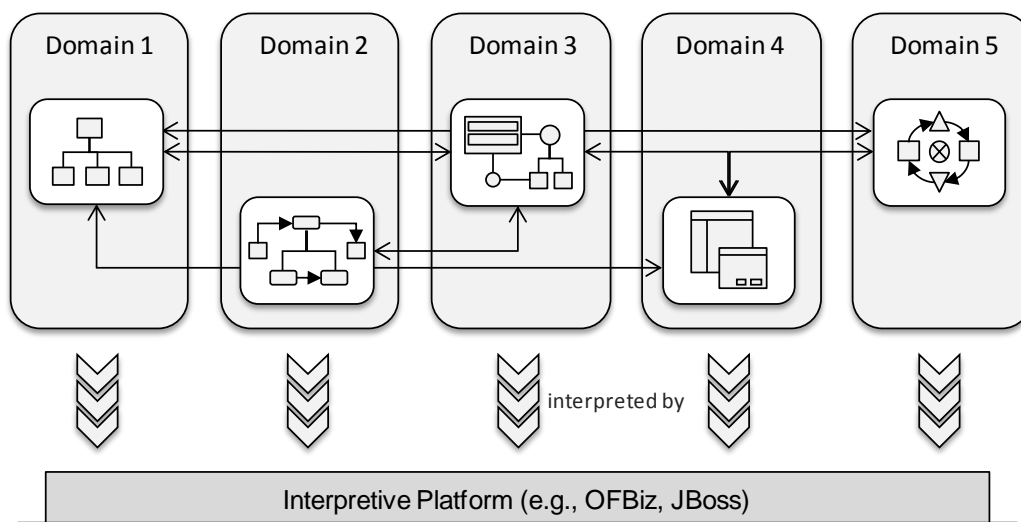 Domain 1
Domain 2
Domain 3
Domain 4
Domain 5
interpreted by
Interpretive Platform (e.g., OFBiz, JBoss)